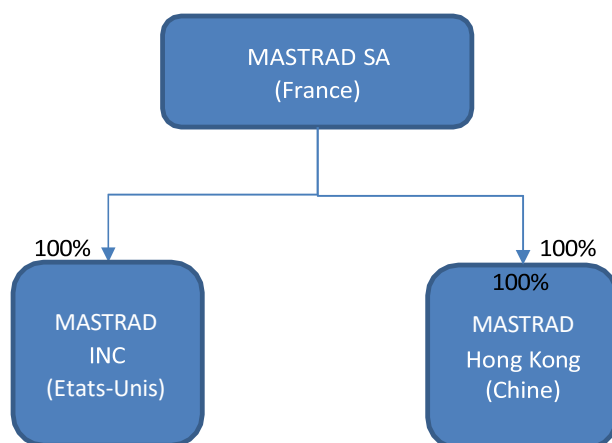 MASTRAD SA
(France)
100%
100%
100%
MASTRAD
INC
(Etats-Unis)
MASTRAD
Hong Kong
(Chine)